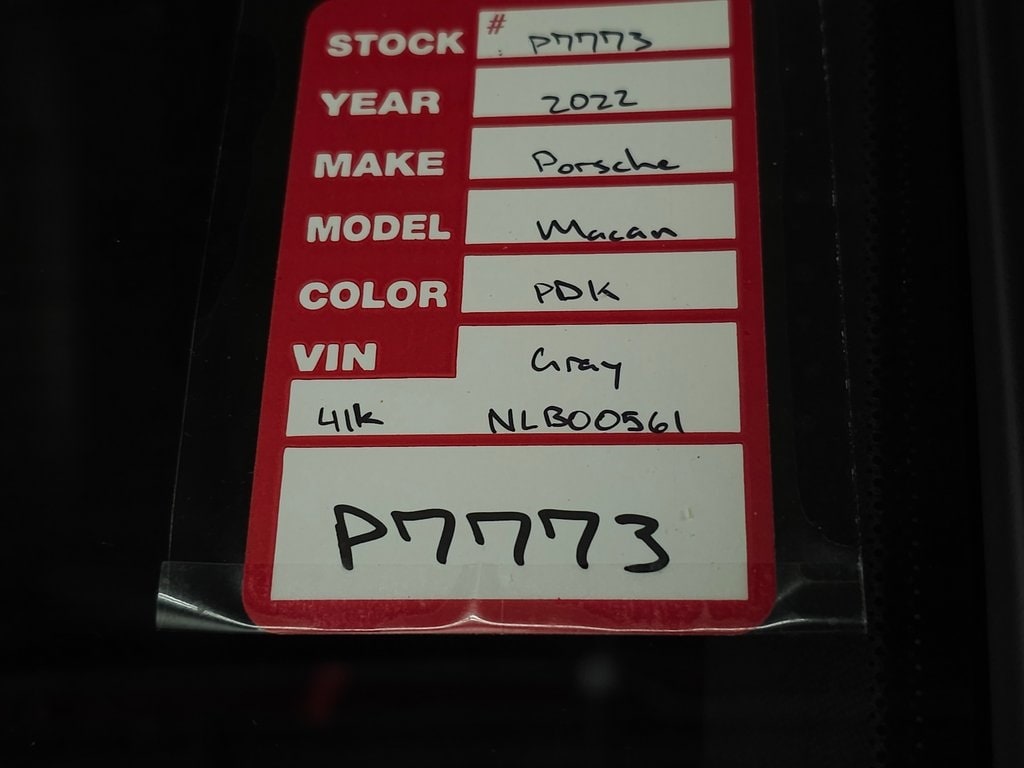 STOCK # P7773
YEAR 2022
MAKE Porsche
MODEL Macan
COLOR PDK
VIN Gray
41k NLB00561
P7773